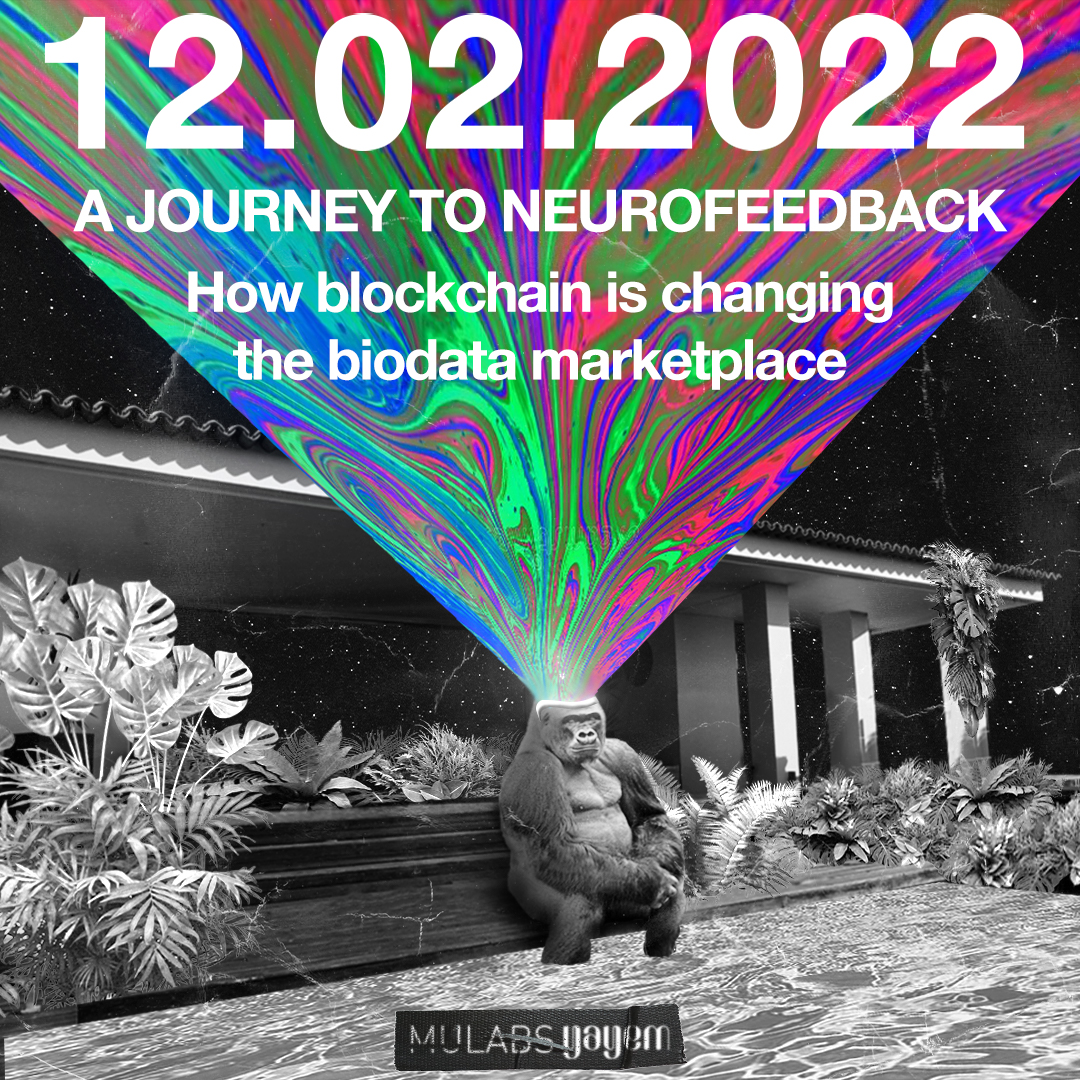 12.02.2022
A JOURNEY TO NEUROFEEDBACK
How blockchain is changing
the biodata marketplace
MULABS yayem